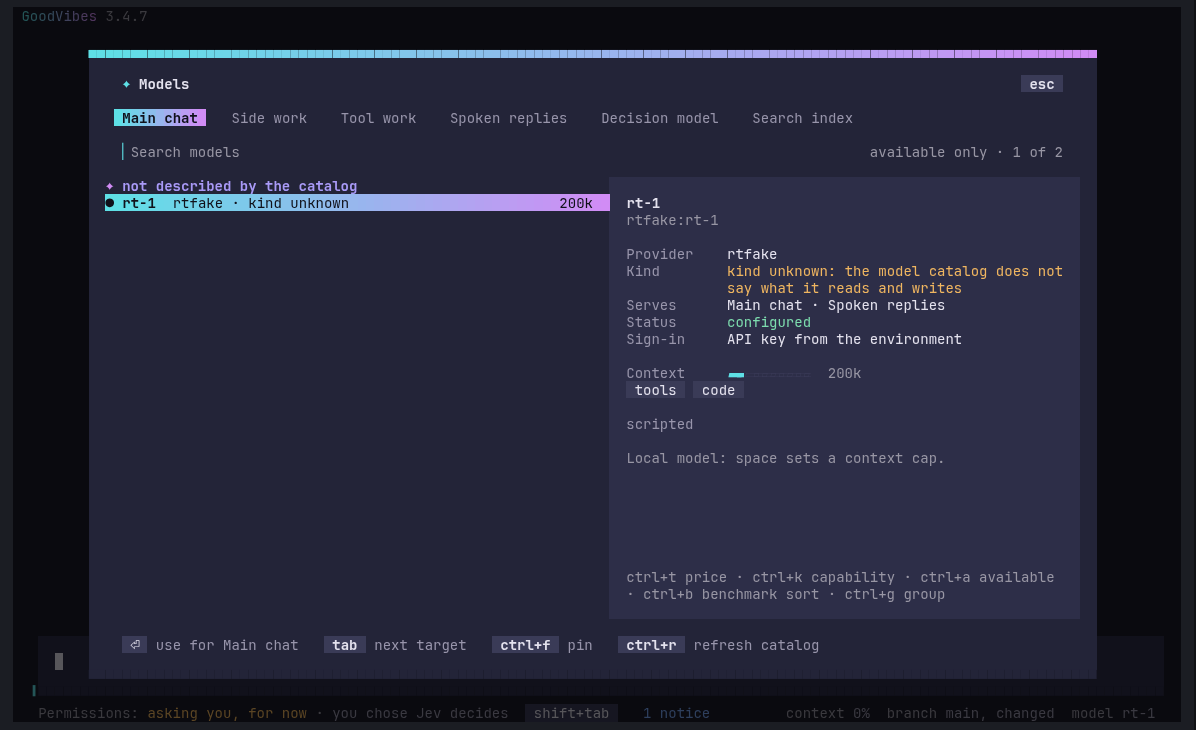 GoodVibes 3.4.7
✦ Models esc
Main chat Side work Tool work Spoken replies Decision model Search index
Search models available only · 1 of 2
✦ not described by the catalog
● rt-1 rtfake · kind unknown 200k
rt-1
rtfake:rt-1
Provider rtfake
Kind kind unknown: the model catalog does not
say what it reads and writes
Serves Main chat · Spoken replies
Status configured
Sign-in API key from the environment
Context 200k
tools code
scripted
Local model: space sets a context cap.
ctrl+t price · ctrl+k capability · ctrl+a available
· ctrl+b benchmark sort · ctrl+g group
⏎ use for Main chat tab next target ctrl+f pin ctrl+r refresh catalog
Permissions: asking you, for now · you chose Jev decides shift+tab 1 notice context 0% branch main, changed model rt-1